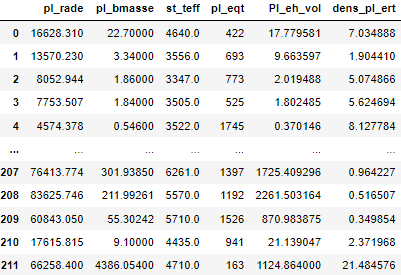 pl_rade pl_bmasse st_teff pl_eqt Pl_eh_vol dens_pl_ert
0 16628.310 22.70000 4640.0 422 17.779581 7.034888
1 13570.230 3.34000 3556.0 693 9.663597 1.904410
2 8052.944 1.86000 3347.0 773 2.019488 5.074866
3 7753.507 1.84000 3505.0 525 1.802485 5.624694
4 4574.378 0.54600 3522.0 1745 0.370146 8.127784
... ... ... ... ... ... ...
207 76413.774 301.93850 6261.0 1397 1725.409296 0.964227
208 83625.746 211.99261 5570.0 1192 2261.503164 0.516507
209 60843.050 55.30242 5710.0 1526 870.983875 0.349854
210 17615.815 9.10000 4435.0 941 21.139047 2.371968
211 66258.400 4386.05400 4710.0 163 1124.864000 21.484576